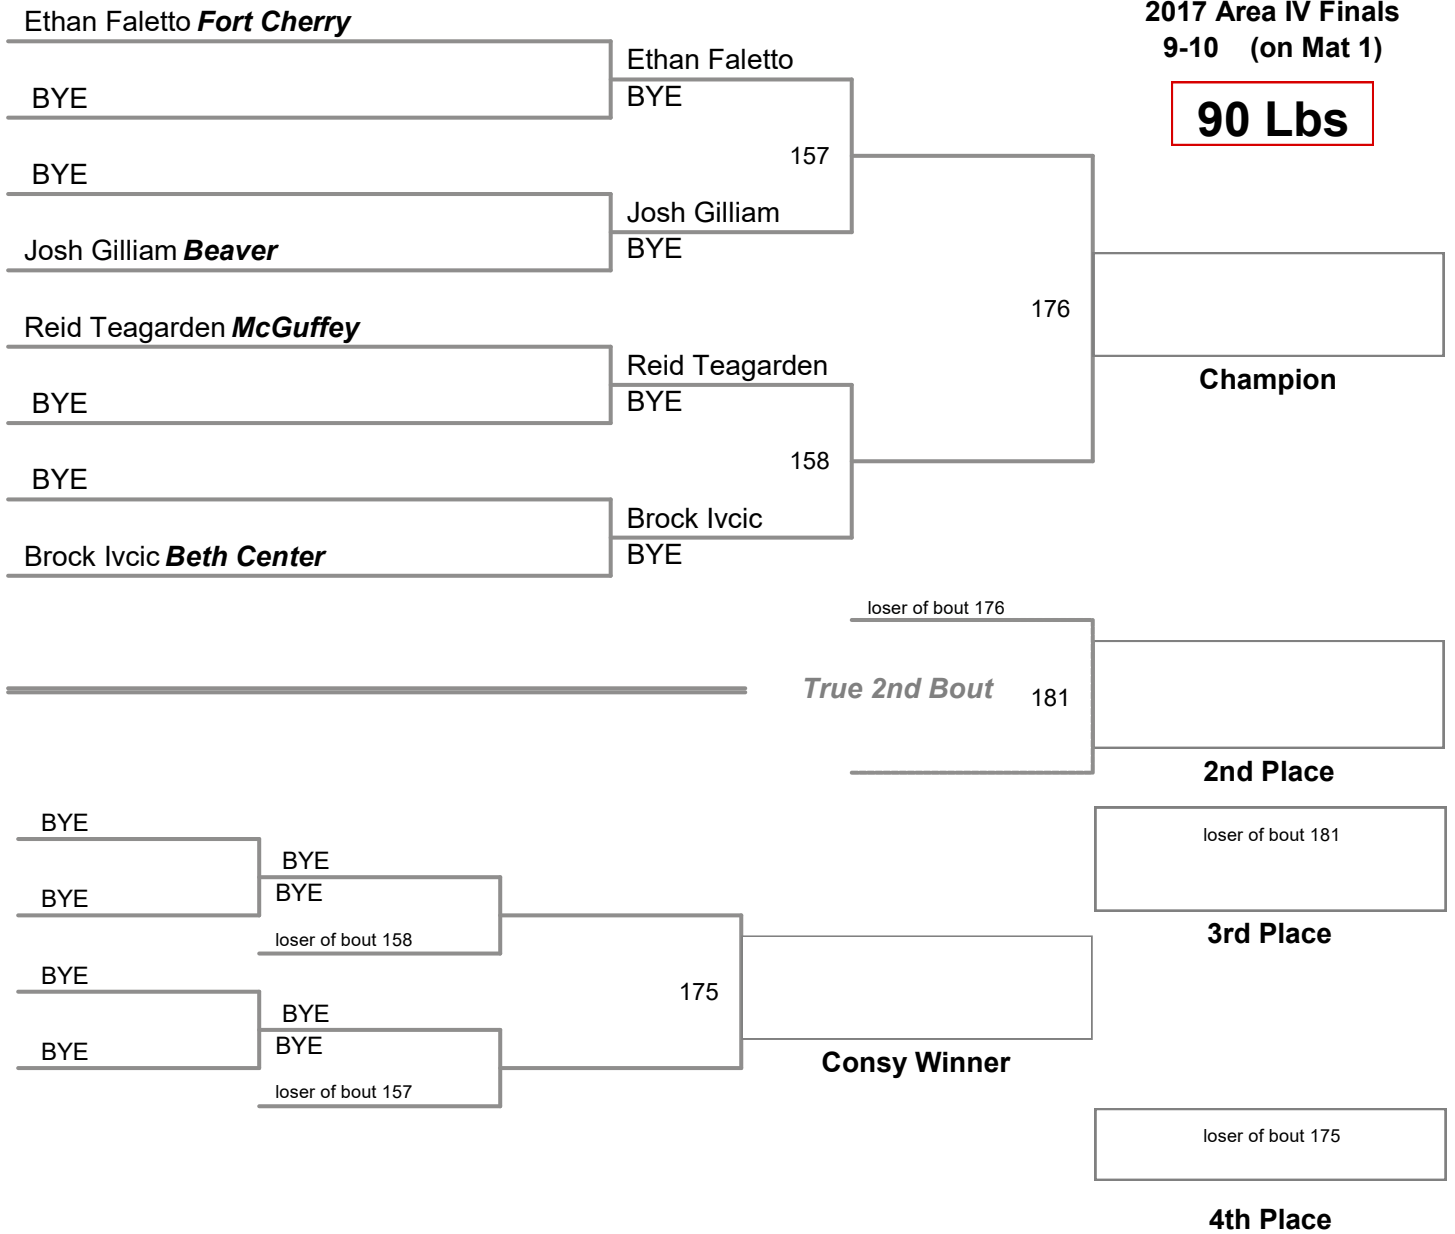 Ethan Faletto Fort Cherry
2017 Area IV Finals
9-10 (on Mat 1)
90 Lbs
Ethan Faletto
BYE
BYE
157
BYE
Josh Gilliam
BYE
Josh Gilliam Beaver
176
Reid Teagarden McGuffey
Reid Teagarden
BYE
Champion
BYE
158
BYE
Brock Ivcic
BYE
Brock Ivcic Beth Center
loser of bout 176
True 2nd Bout
181
2nd Place
BYE
BYE
BYE
BYE
loser of bout 158
loser of bout 181
3rd Place
BYE
175
BYE
BYE
BYE
loser of bout 157
Consy Winner
loser of bout 175
4th Place